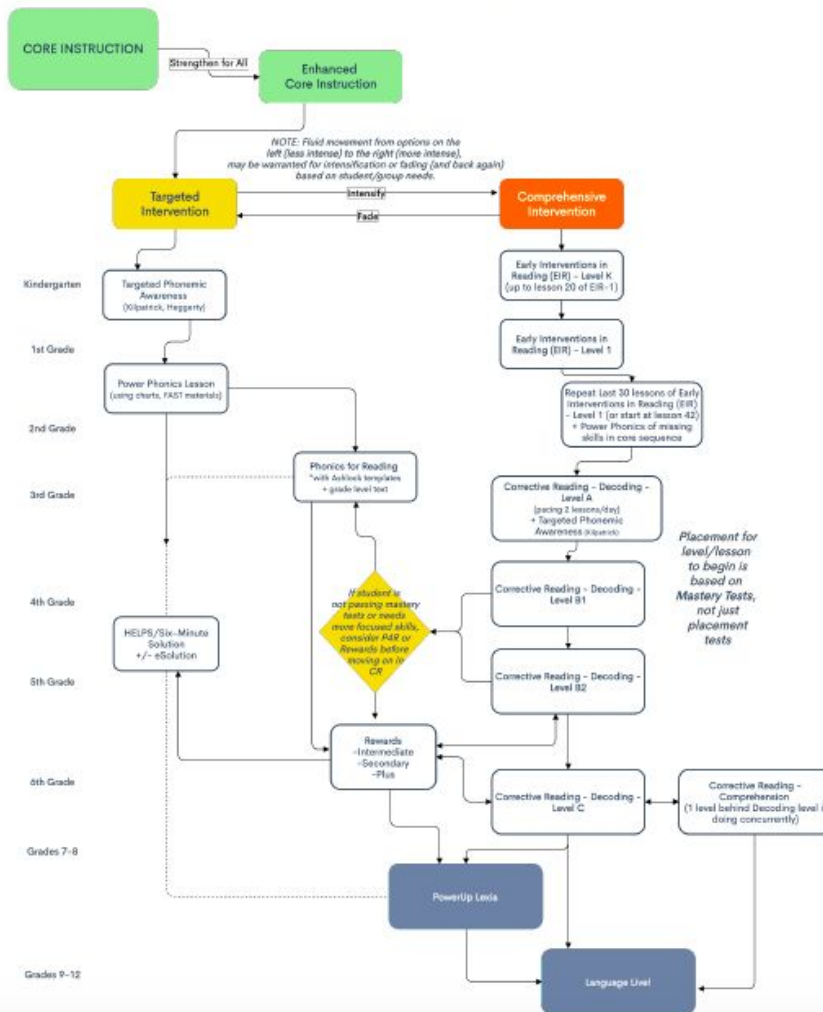 CORE INSTRUCTION
Strengthen for All
Enhanced
Core Instruction
NOTE: Fluid movement from options on the
left (less intense) to the right (more intense),
may be warranted for intensification or fading (and back again)
based on student/group needs.
Targeted
Intervention
Intensify
Fade
Comprehensive
Intervention
Kindergarten
Targeted Phonemic
Awareness
(Kilpatrick, Heggerty)
Early Interventions in
Reading (EIR) - Level K
(up to lesson 20 of EIR-1)
1st Grade
Early Interventions in
Reading (EIR) - Level 1
Power Phonics Lesson
(using charts, FAST materials)
Repeat Last 30 lessons of Early
Interventions in Reading (EIR)
- Level 1 (or start at lesson 42)
+ Power Phonics of missing
skills in core sequence
2nd Grade
Phonics for Reading
*with Ashlock templates
+ grade level text
3rd Grade
Corrective Reading - Decoding -
Level A
(pacing 2 lessons/day)
+ Targeted Phonemic
Awareness (Kilpatrick)
Placement for
level/lesson
to begin is
based on
Mastery Tests,
not just
placement
tests
4th Grade
If student is
not passing mastery
tests or needs
more focused skills,
consider P4R or
Rewards before
moving on in
CR
Corrective Reading - Decoding -
Level B1
HELPS/Six-Minute
Solution
+/- eSolution
5th Grade
Corrective Reading - Decoding -
Level B2
Rewards
-Intermediate
-Secondary
-Plus
6th Grade
Corrective Reading - Decoding -
Level C
Corrective Reading -
Comprehension
(1 level behind Decoding level i
doing concurrently)
Grades 7-8
PowerUp Lexia
Grades 9-12
Language Live!